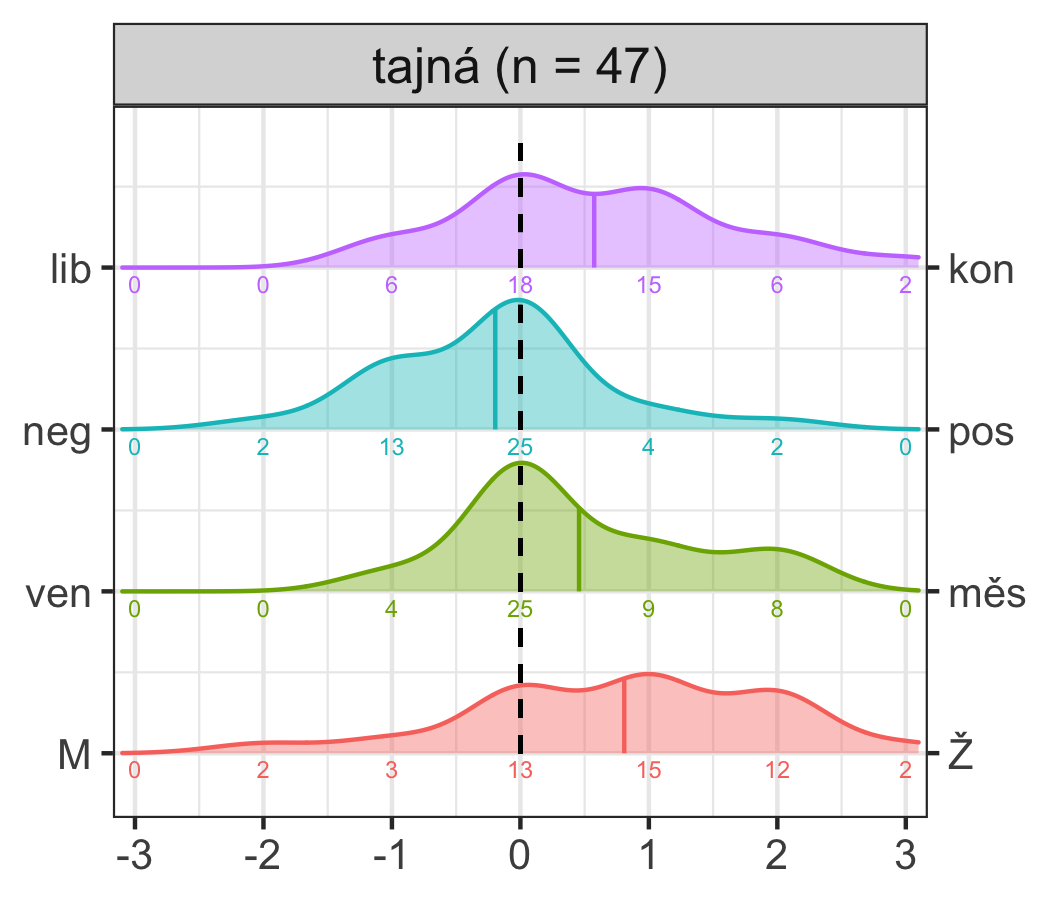 tajná (n = 47)
lib kon
0 0 6 18 15 6 2
neg pos
0 2 13 25 4 2 0
ven měs
0 0 4 25 9 8 0
M Ž
0 2 3 13 15 12 2
-3 -2 -1 0 1 2 3